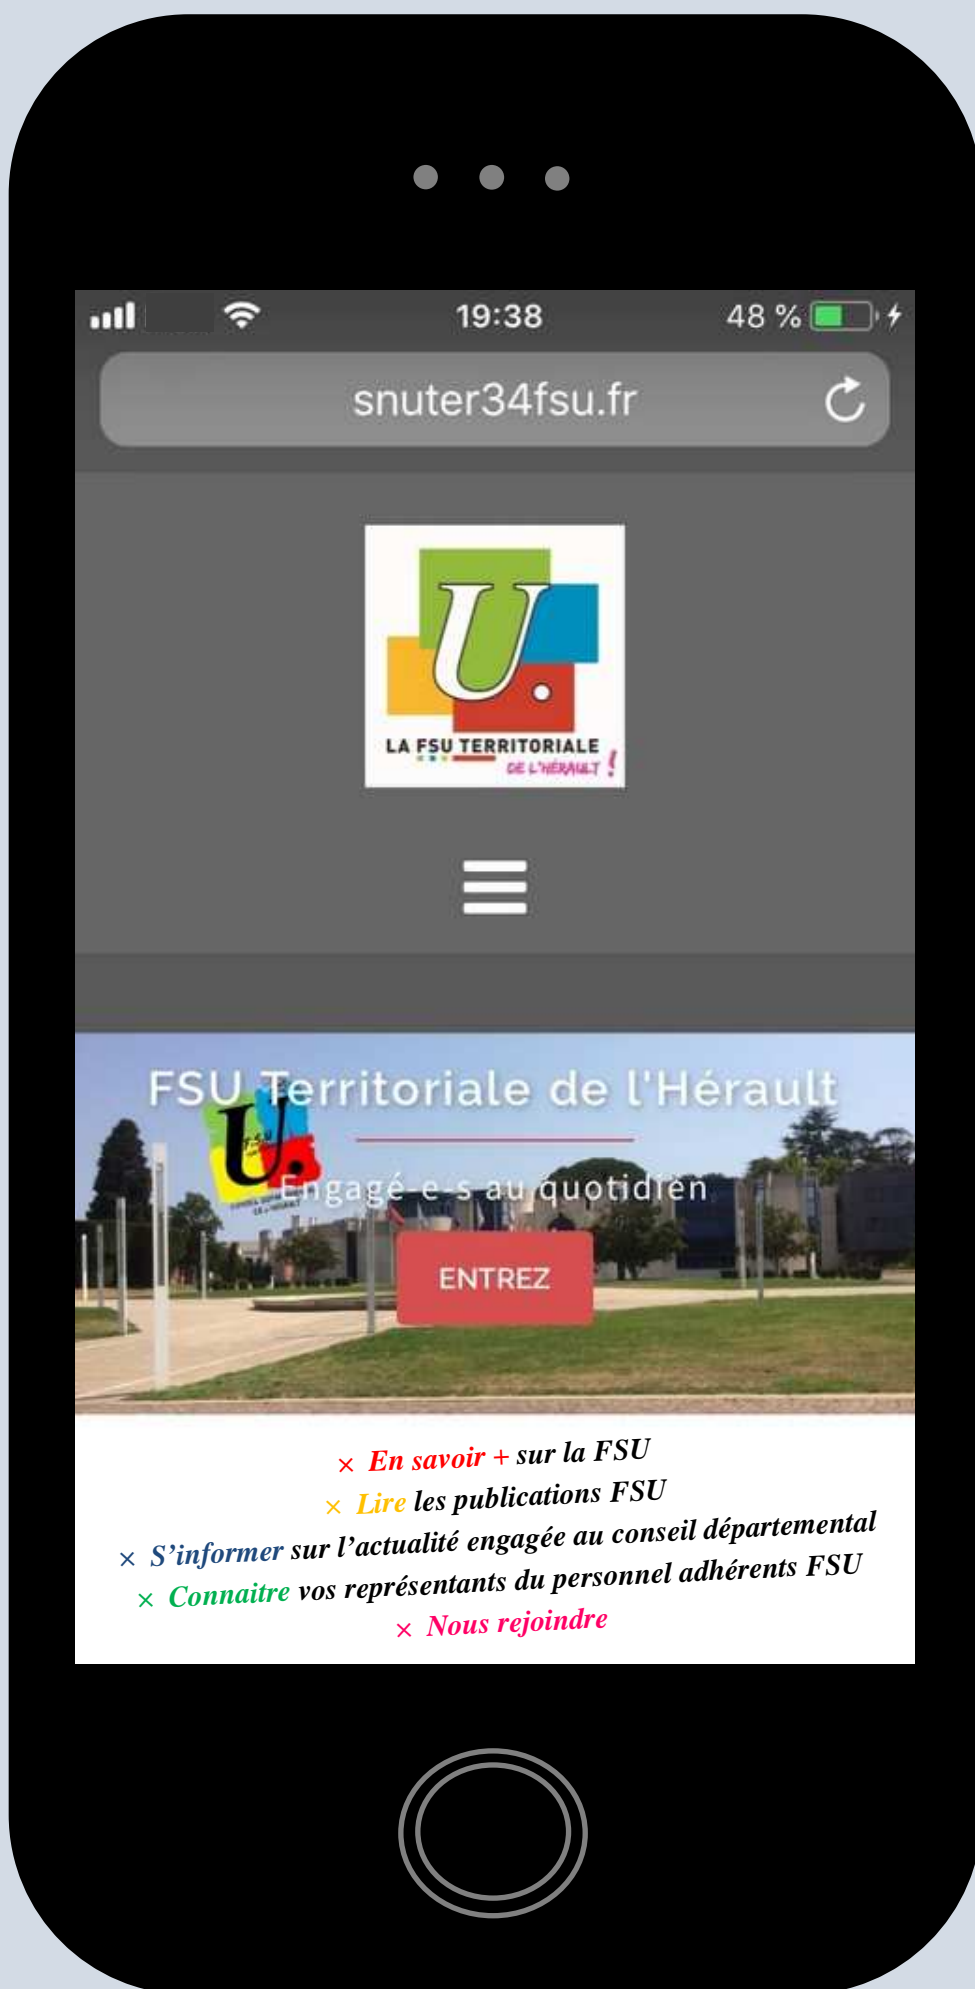 19:38
48 %
snuter34fsu.fr
U.
LA FSU TERRITORIALE
DE L'HÉRAULT !
FSU Territoriale de l'Hérault
U.
Engagé-e-s au quotidien
ENTREZ
× En savoir + sur la FSU
× Lire les publications FSU
× S'informer sur l'actualité engagée au conseil départemental
× Connaitre vos représentants du personnel adhérents FSU
× Nous rejoindre